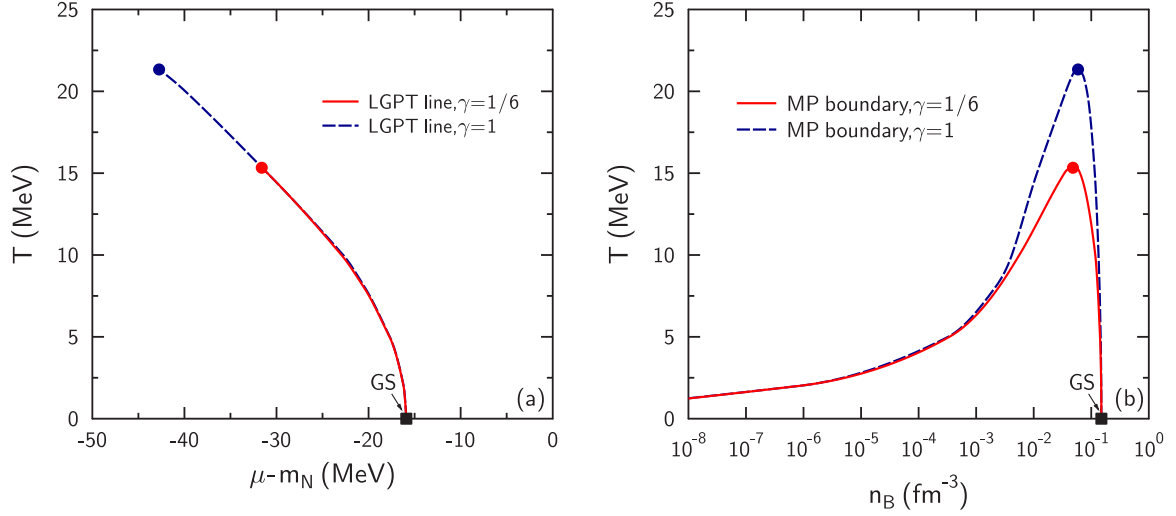 25
20
15
10
5
0
T (MeV)
LGPT line,γ=1/6
LGPT line,γ=1
GS
(a)
-50 -40 -30 -20 -10 0
μ-m_N (MeV)
25
20
15
10
5
0
T (MeV)
MP boundary,γ=1/6
MP boundary,γ=1
GS
(b)
10⁻⁸ 10⁻⁷ 10⁻⁶ 10⁻⁵ 10⁻⁴ 10⁻³ 10⁻² 10⁻¹ 10⁰
n_B (fm⁻³)